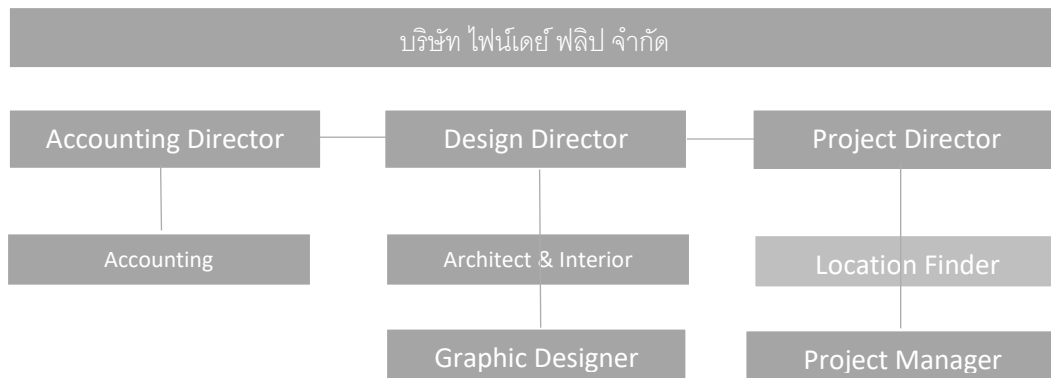 บริษัท ไฟน์เดย์ ฟลิป จำกัด
Accounting Director
Design Director
Project Director
Accounting
Architect & Interior
Location Finder
Graphic Designer
Project Manager